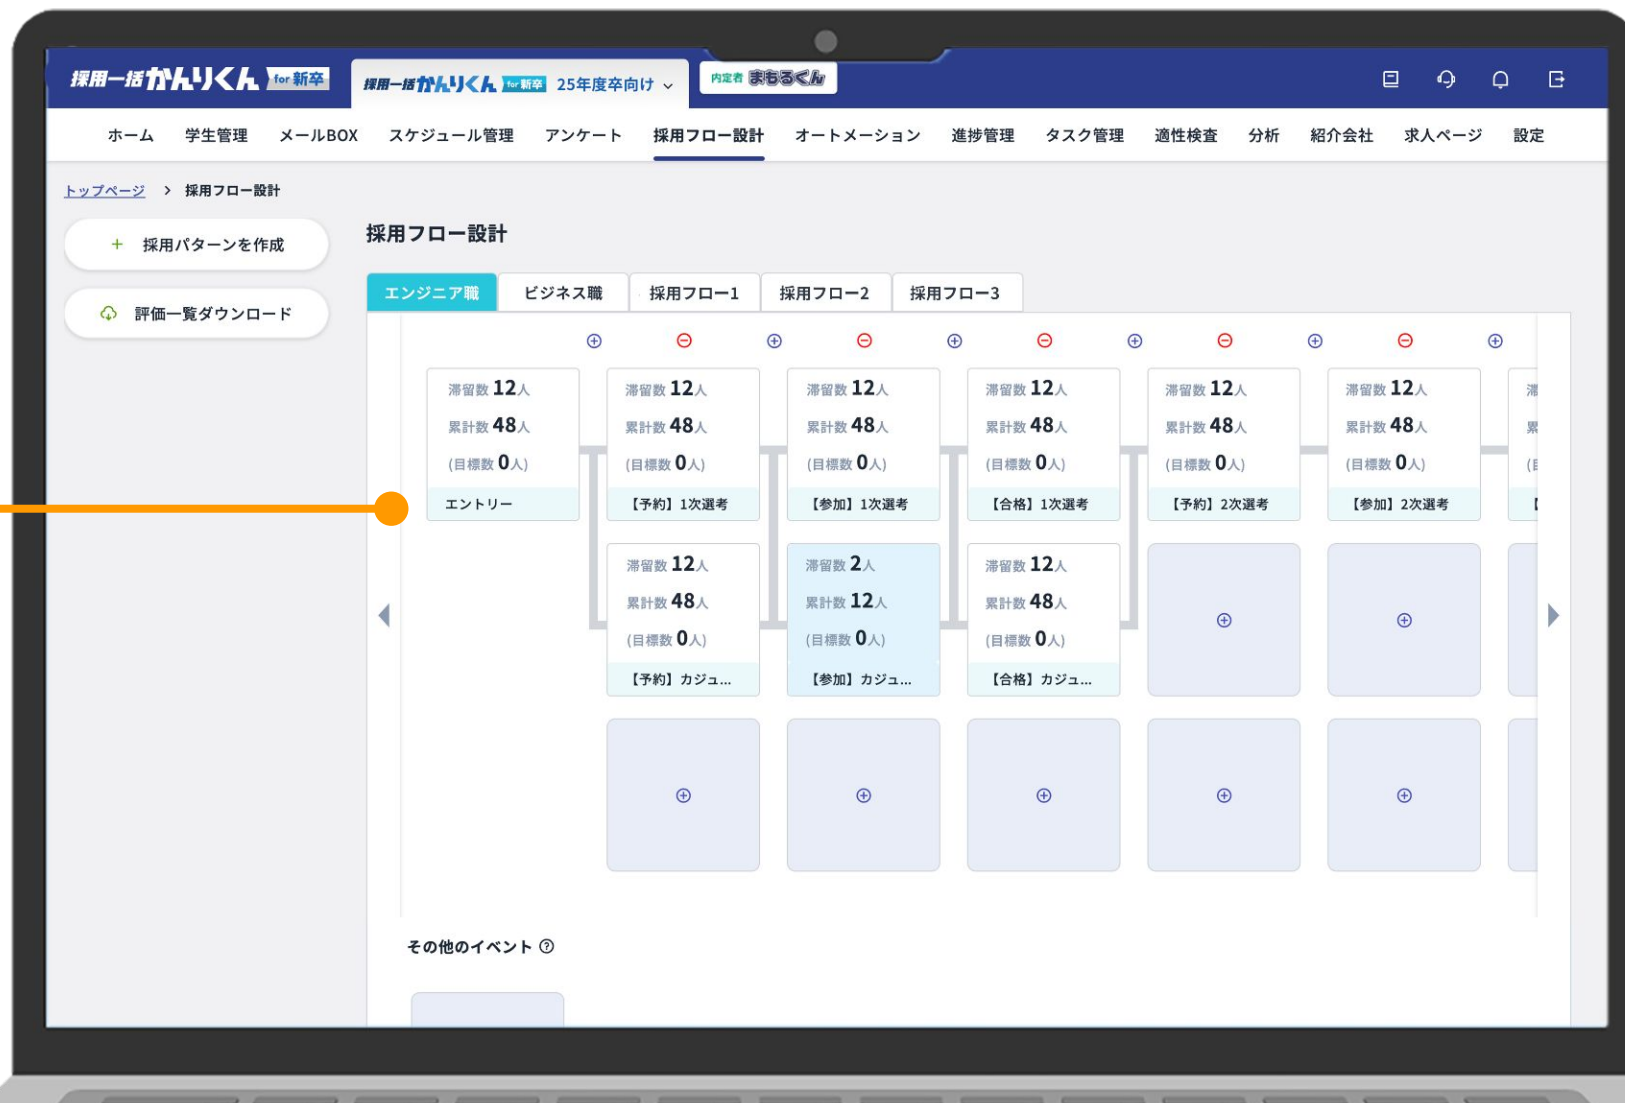 採用一括かんりくん for 新卒
採用一括かんりくん for 新卒 25年度卒向け
内定者 まもるくん
ホーム 学生管理 メールBOX スケジュール管理 アンケート 採用フロー設計 オートメーション 進捗管理 タスク管理 適性検査 分析 紹介会社 求人ページ 設定
トップページ > 採用フロー設計
+ 採用パターンを作成
評価一覧ダウンロード
採用フロー設計
エンジニア職 ビジネス職 採用フロー1 採用フロー2 採用フロー3
滞留数 12人
累計数 48人
(目標数 0人)
エントリー
滞留数 12人
累計数 48人
(目標数 0人)
【予約】1次選考
滞留数 12人
累計数 48人
(目標数 0人)
【参加】1次選考
滞留数 12人
累計数 48人
(目標数 0人)
【合格】1次選考
滞留数 12人
累計数 48人
(目標数 0人)
【予約】2次選考
滞留数 12人
累計数 48人
(目標数 0人)
【参加】2次選考
滞留数 12人
累計数 48人
(目標数 0人)
【予約】カジュ...
滞留数 2人
累計数 12人
(目標数 0人)
【参加】カジュ...
滞留数 12人
累計数 48人
(目標数 0人)
【合格】カジュ...
その他のイベント ?